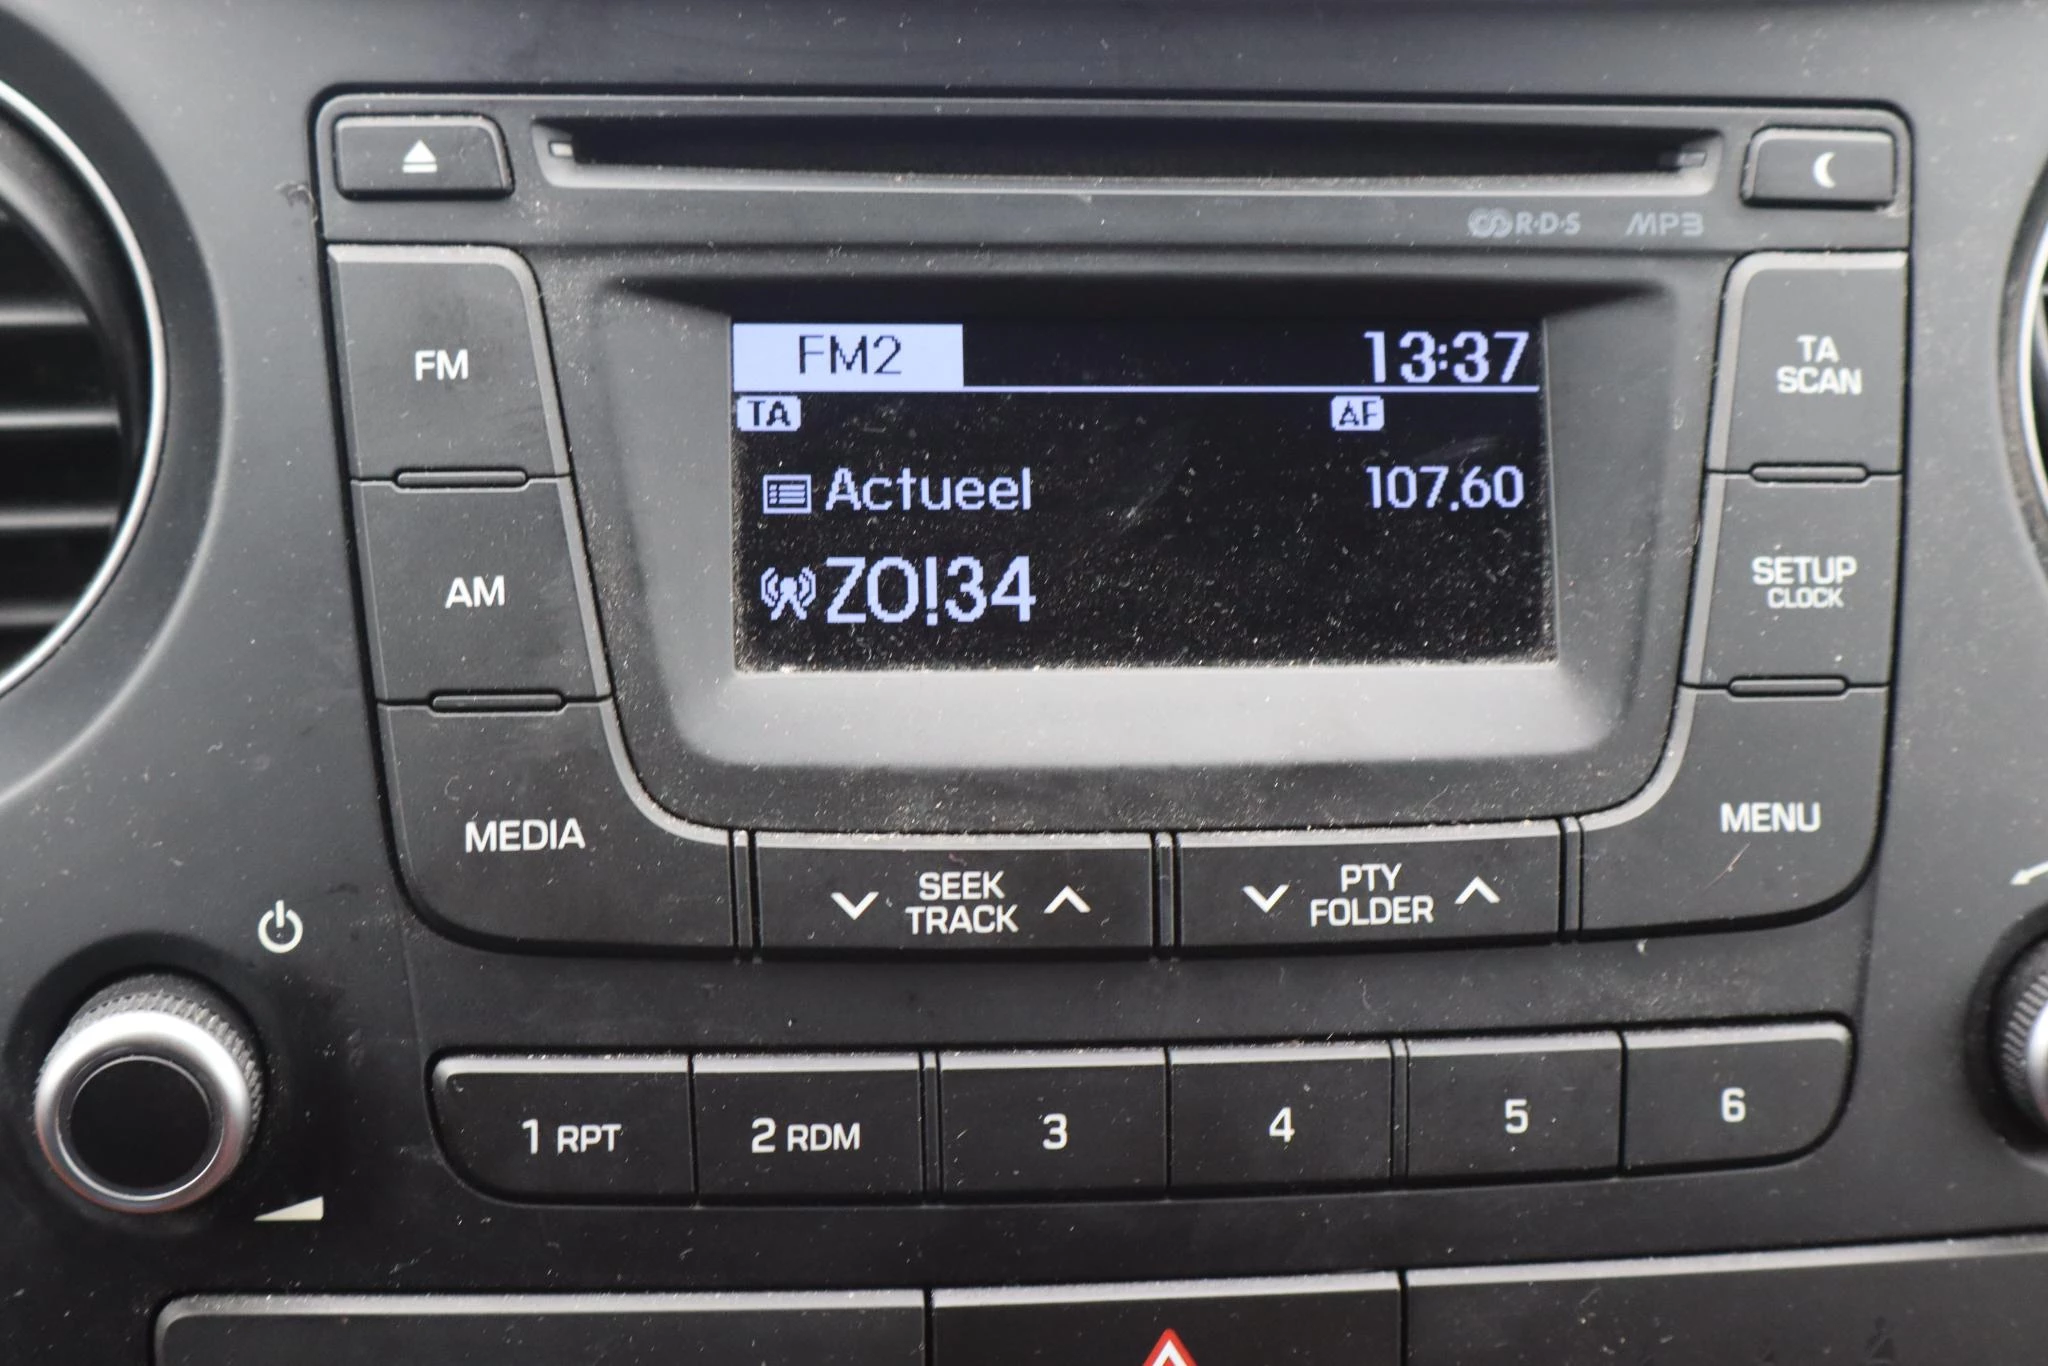 R·D·S MP3
FM2 13:37
TA AF
Actueel 107.60
ZO!34
FM
AM
MEDIA
TA
SCAN
SETUP
CLOCK
MENU
SEEK
TRACK
PTY
FOLDER
1 RPT
2 RDM
3
4
5
6